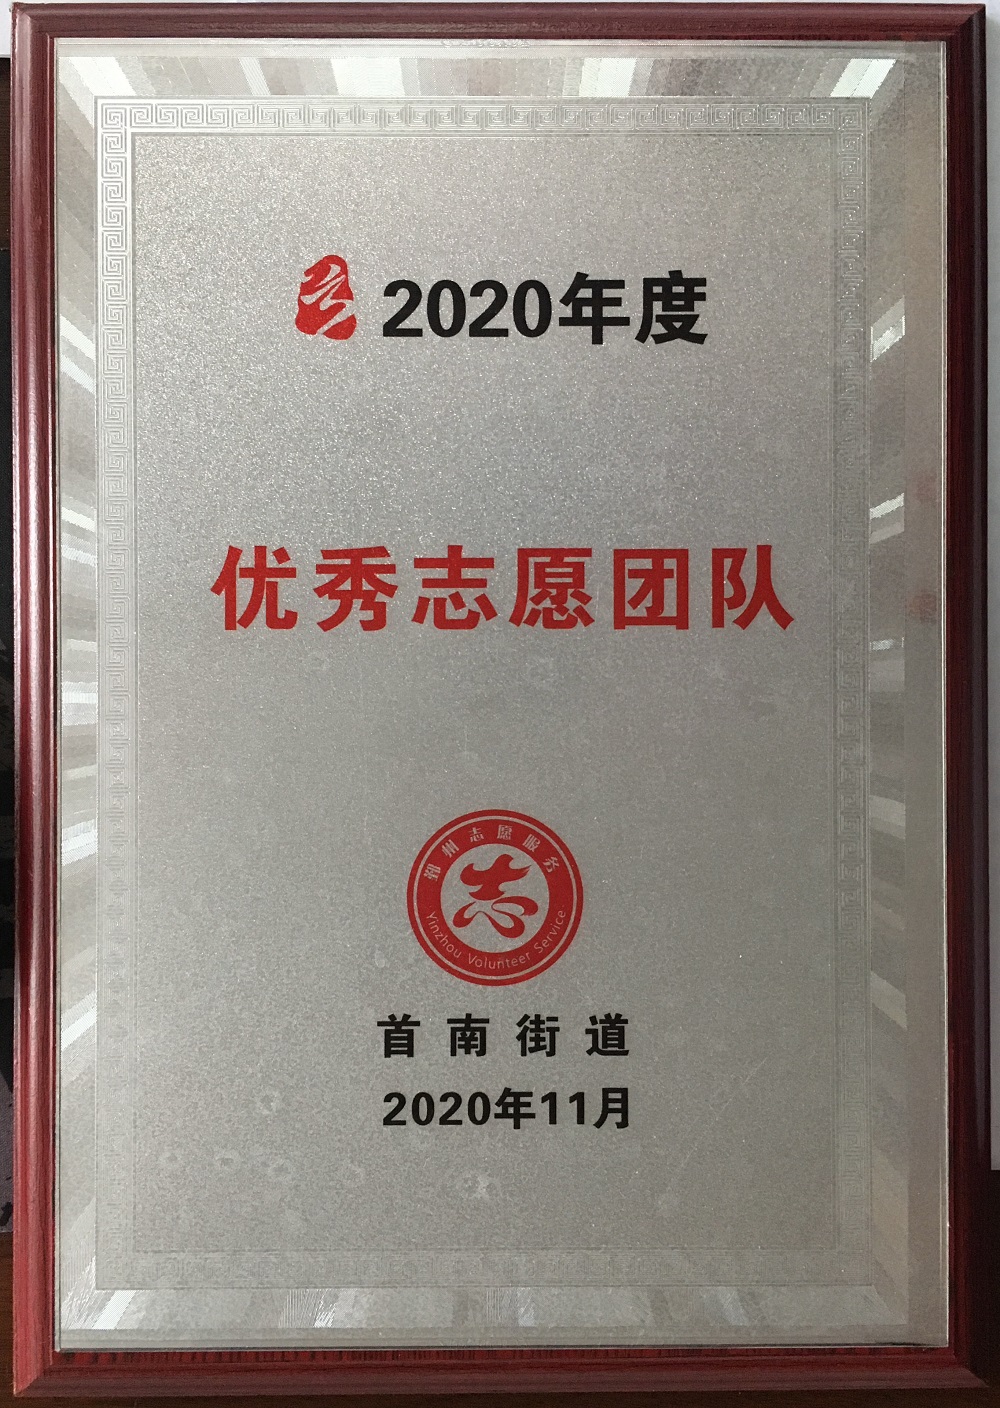 2020年度
优秀志愿团队
鄞州志愿服务
志
Yinzhou Volunteer Service
首南街道
2020年11月